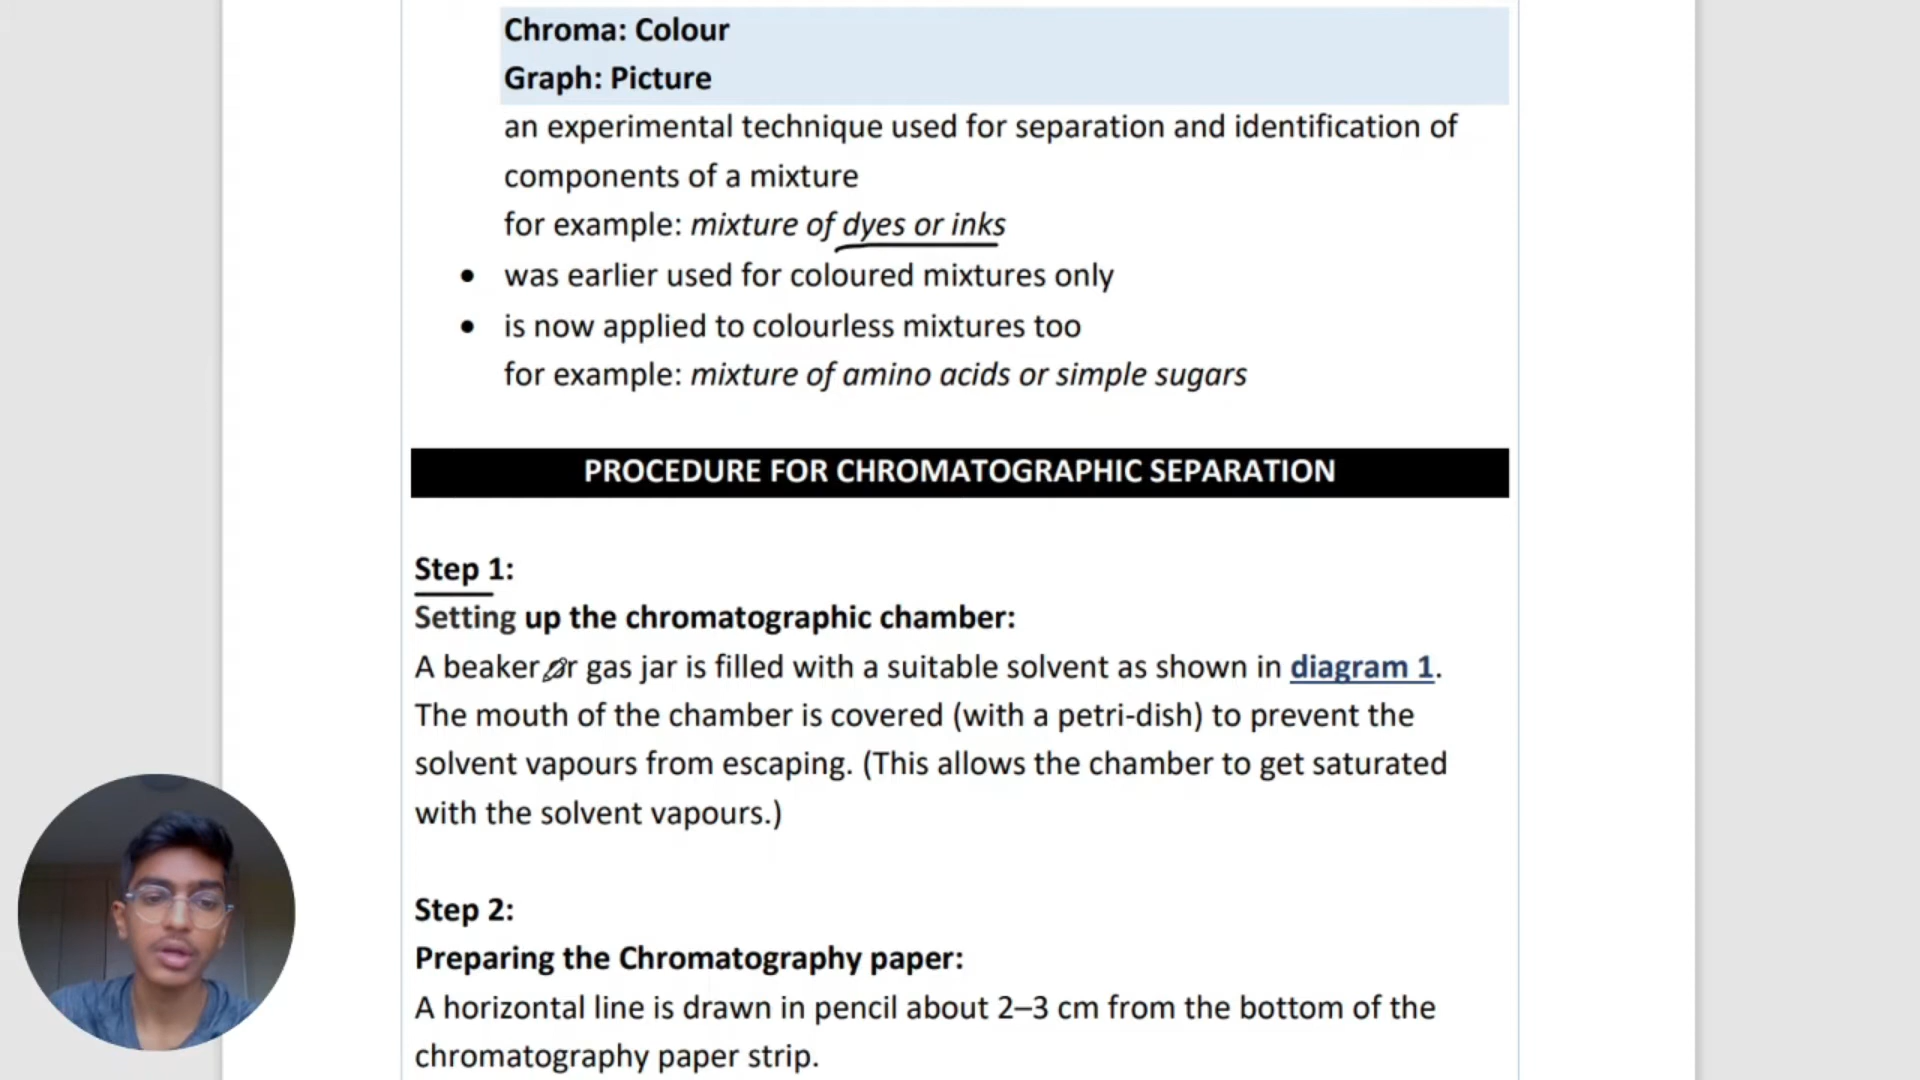 Chroma: Colour
Graph: Picture
an experimental technique used for separation and identification of
components of a mixture
for example: mixture of dyes or inks
• was earlier used for coloured mixtures only
• is now applied to colourless mixtures too
for example: mixture of amino acids or simple sugars
PROCEDURE FOR CHROMATOGRAPHIC SEPARATION
Step 1:
Setting up the chromatographic chamber:
A beaker or gas jar is filled with a suitable solvent as shown in diagram 1.
The mouth of the chamber is covered (with a petri-dish) to prevent the
solvent vapours from escaping. (This allows the chamber to get saturated
with the solvent vapours.)
Step 2:
Preparing the Chromatography paper:
A horizontal line is drawn in pencil about 2–3 cm from the bottom of the
chromatography paper strip.